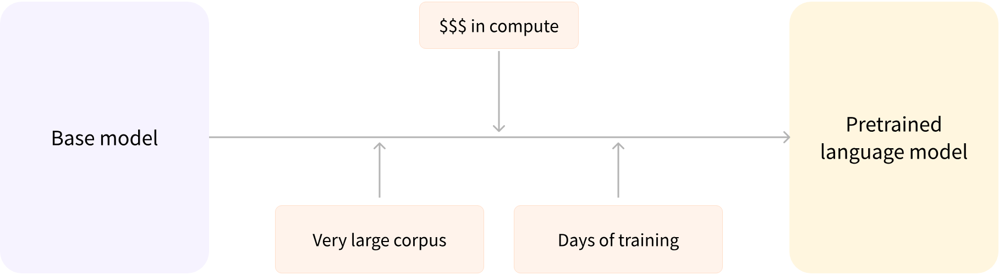 $$$ in compute
Base model
Pretrained
language model
Very large corpus
Days of training